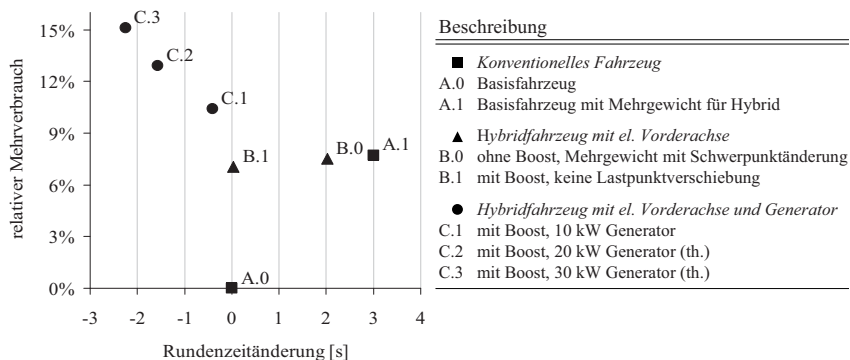 15%
12%
9%
6%
3%
0%
relativer Mehrverbrauch
C.3
C.2
C.1
B.1
B.0
A.1
A.0
-3 -2 -1 0 1 2 3 4
Rundenzeitänderung [s]
Beschreibung
Konventionelles Fahrzeug
A.0 Basisfahrzeug
A.1 Basisfahrzeug mit Mehrgewicht für Hybrid
Hybridfahrzeug mit el. Vorderachse
B.0 ohne Boost, Mehrgewicht mit Schwerpunktänderung
B.1 mit Boost, keine Lastpunktverschiebung
Hybridfahrzeug mit el. Vorderachse und Generator
C.1 mit Boost, 10 kW Generator
C.2 mit Boost, 20 kW Generator (th.)
C.3 mit Boost, 30 kW Generator (th.)